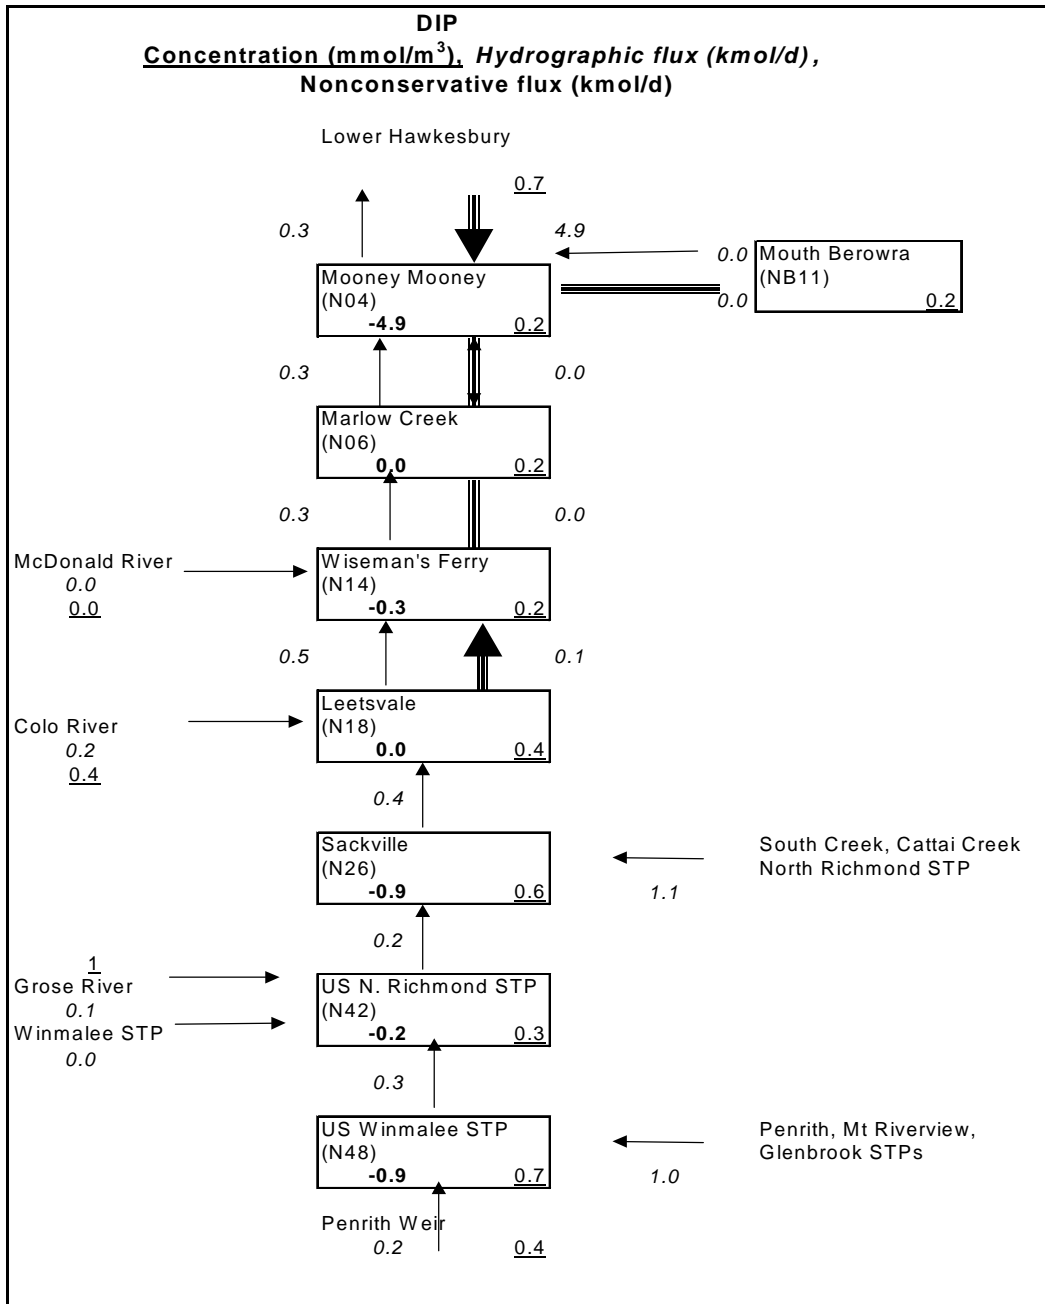 DIP
Concentration (mmol/m³), Hydrographic flux (kmol/d),
Nonconservative flux (kmol/d)
Lower Hawkesbury
0.7
0.3
4.9
Mooney Mooney
(N04)
-4.9
0.2
0.0
0.0
Mouth Berowra
(NB11)
0.2
0.3
0.0
Marlow Creek
(N06)
0.0
0.2
0.3
0.0
McDonald River
0.0
0.0
Wiseman's Ferry
(N14)
-0.3
0.2
0.5
0.1
Colo River
0.2
0.4
Leetsvale
(N18)
0.0
0.4
0.4
Sackville
(N26)
-0.9
0.6
South Creek, Cattai Creek
North Richmond STP
1.1
0.2
1
Grose River
0.1
Winmalee STP
0.0
US N. Richmond STP
(N42)
-0.2
0.3
0.3
US Winmalee STP
(N48)
-0.9
0.7
Penrith, Mt Riverview,
Glenbrook STPs
1.0
Penrith Weir
0.2
0.4